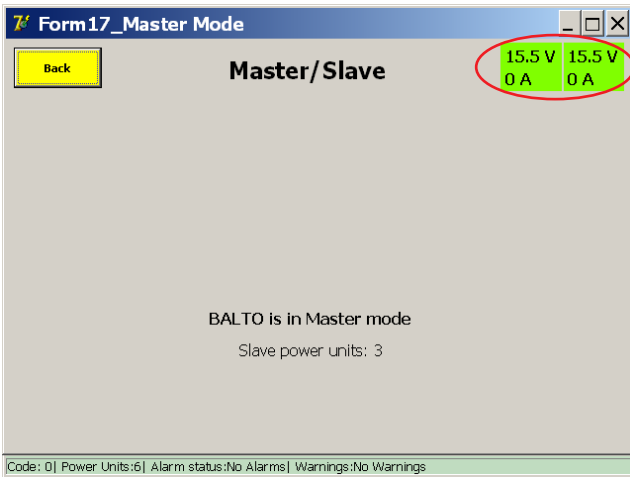 Form17_Master Mode
Back
Master/Slave
15.5 V 15.5 V
0 A 0 A
BALTO is in Master mode
Slave power units: 3
Code: 0| Power Units:6| Alarm status:No Alarms| Warnings:No Warnings